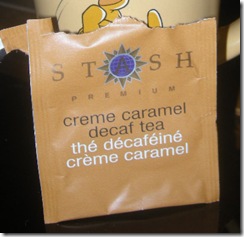 STASH
PREMIUM
creme caramel
decaf tea
thé décaféiné
crème caramel